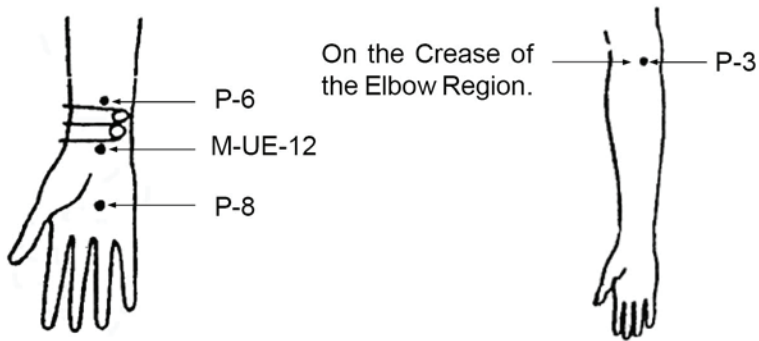 P-6
M-UE-12
P-8
On the Crease of
the Elbow Region.
P-3